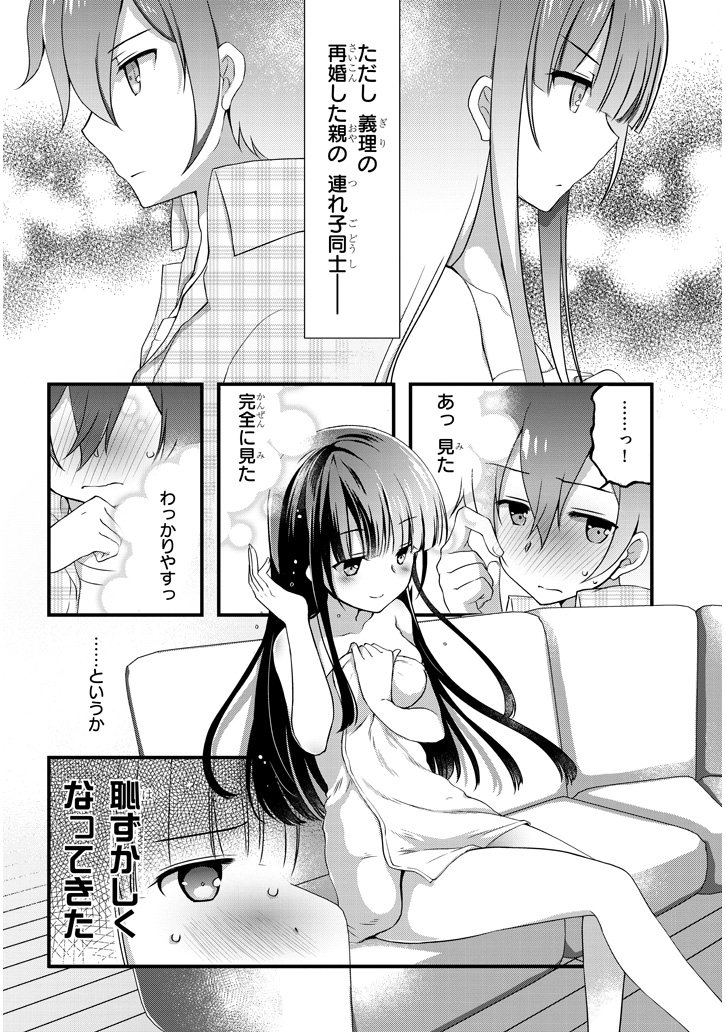 ただし 義理の
再婚した親の 連れ子同士――
……っ！
あっ 見た
完全に見た
わっかりやすっ
……というか
恥ずかしく
なってきた